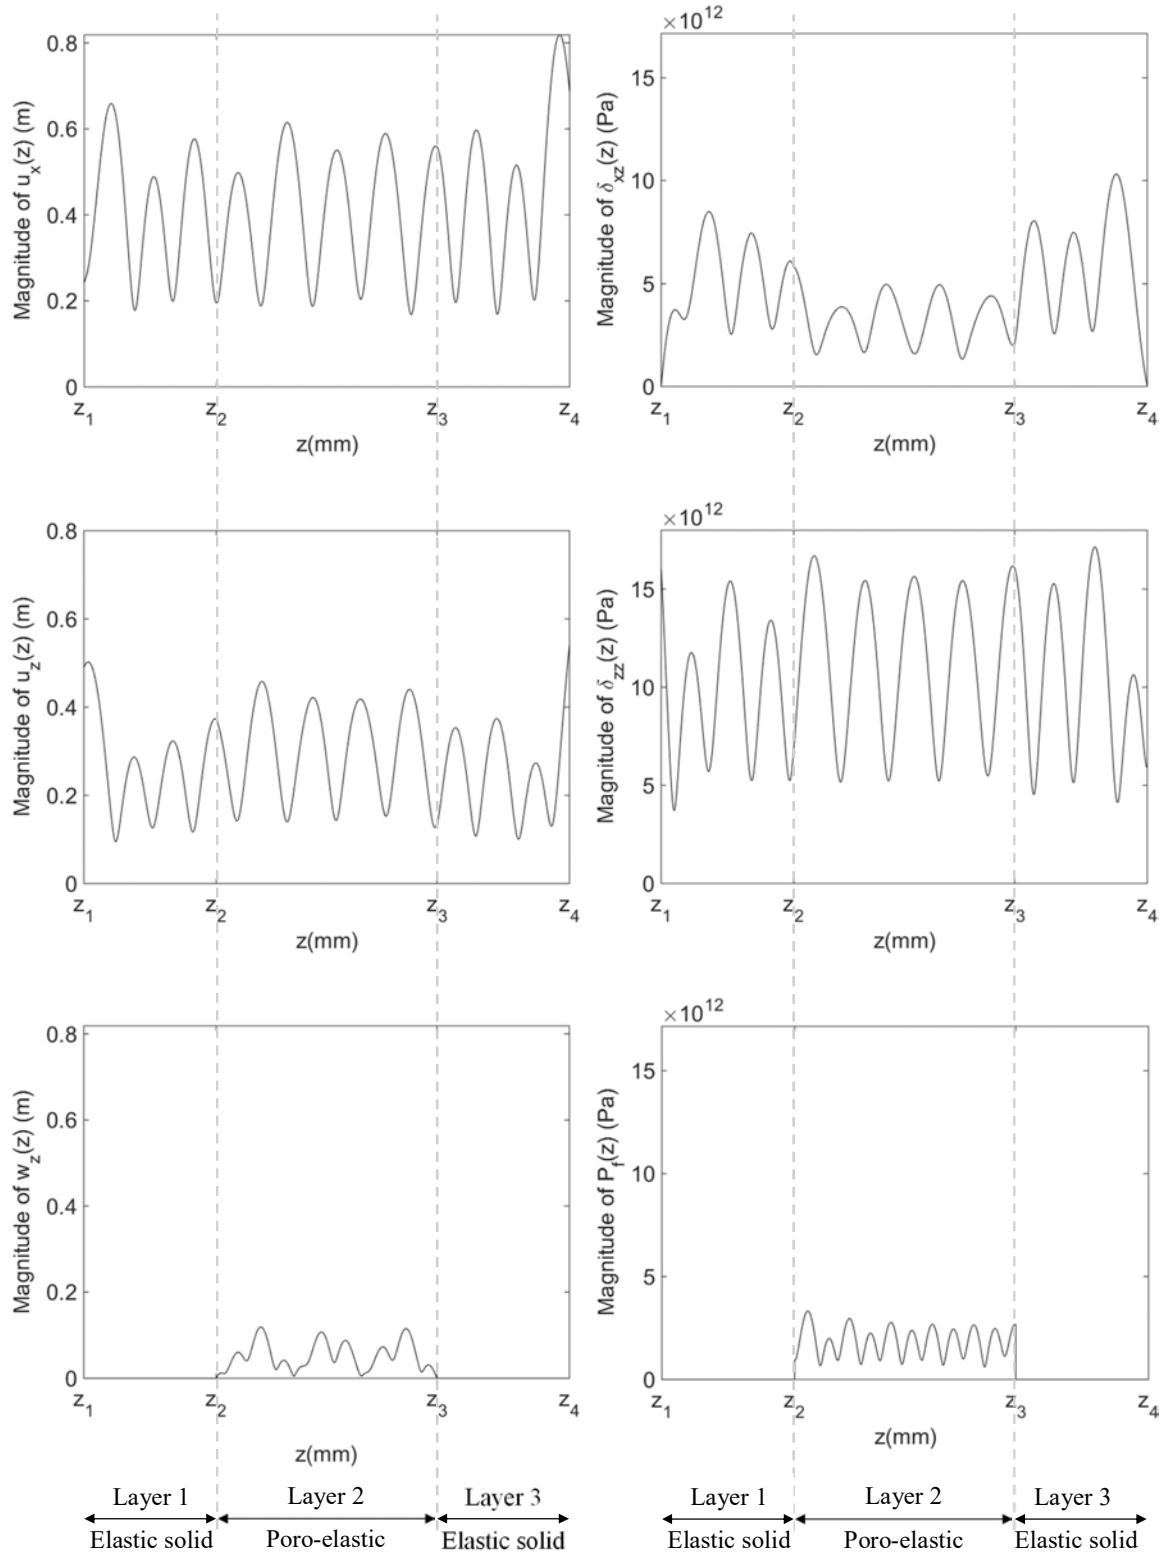 Magnitude of u_x(z) (m)
0.8
0.6
0.4
0.2
0
z_1 z_2 z_3 z_4
z(mm)
×10^12
Magnitude of δ_xz(z) (Pa)
15
10
5
0
z_1 z_2 z_3 z_4
z(mm)
Magnitude of u_z(z) (m)
0.8
0.6
0.4
0.2
0
z_1 z_2 z_3 z_4
z(mm)
×10^12
Magnitude of δ_zz(z) (Pa)
15
10
5
0
z_1 z_2 z_3 z_4
z(mm)
Magnitude of w_z(z) (m)
0.8
0.6
0.4
0.2
0
z_1 z_2 z_3 z_4
z(mm)
×10^12
Magnitude of P_f(z) (Pa)
15
10
5
0
z_1 z_2 z_3 z_4
z(mm)
Layer 1 Layer 2 Layer 3
Elastic solid Poro-elastic Elastic solid
Layer 1 Layer 2 Layer 3
Elastic solid Poro-elastic Elastic solid